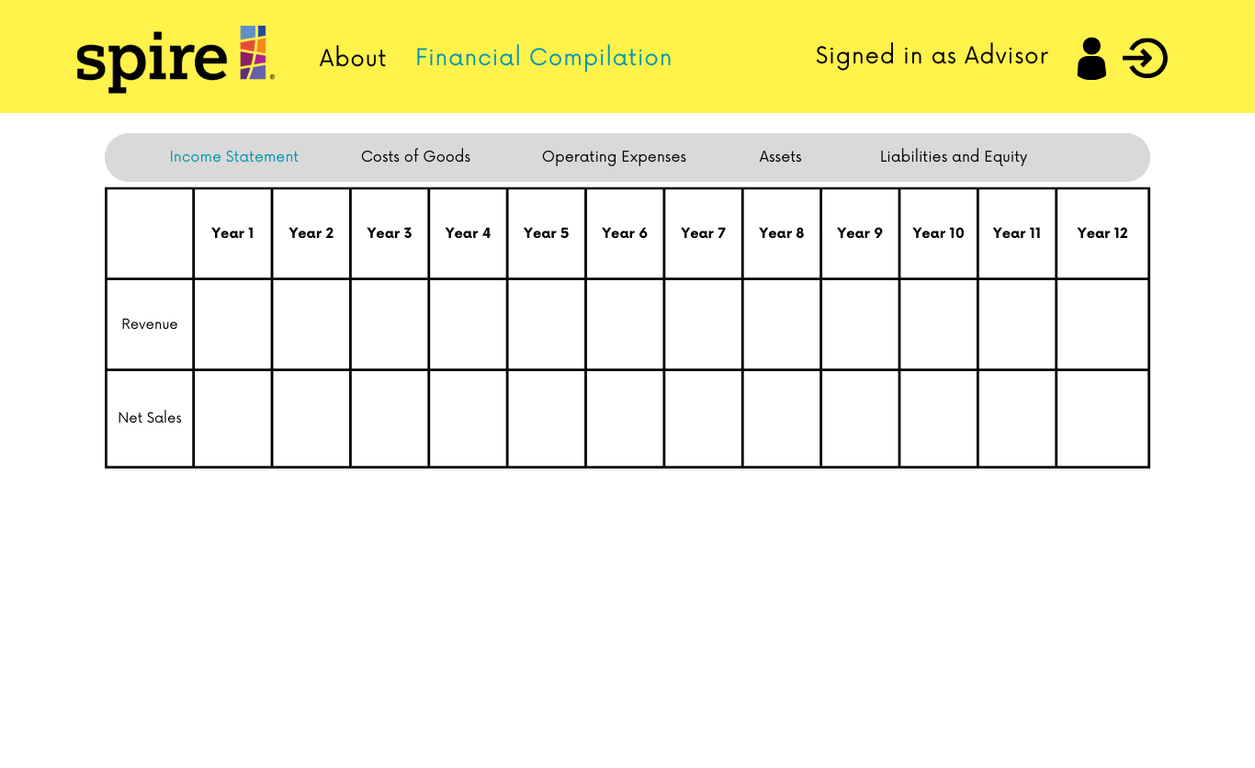 spire® About Financial Compilation Signed in as Advisor
Income Statement Costs of Goods Operating Expenses Assets Liabilities and Equity
Year 1 Year 2 Year 3 Year 4 Year 5 Year 6 Year 7 Year 8 Year 9 Year 10 Year 11 Year 12
Revenue
Net Sales